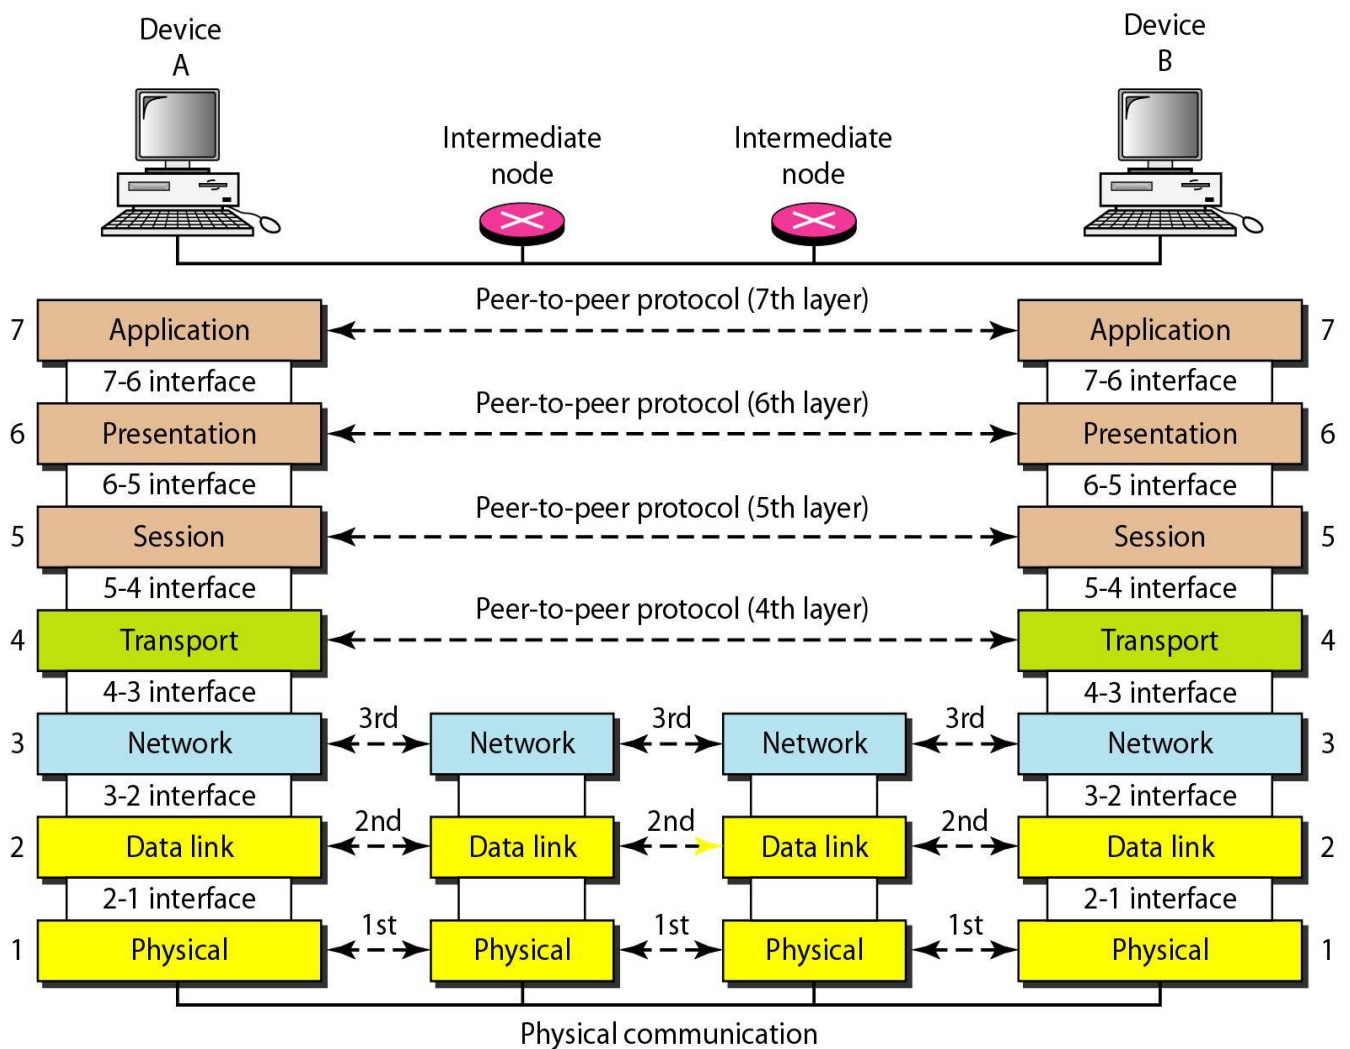 Device
A
Device
B
Intermediate
node
Intermediate
node
Peer-to-peer protocol (7th layer)
7 Application Application 7
7-6 interface 7-6 interface
Peer-to-peer protocol (6th layer)
6 Presentation Presentation 6
6-5 interface 6-5 interface
Peer-to-peer protocol (5th layer)
5 Session Session 5
5-4 interface 5-4 interface
Peer-to-peer protocol (4th layer)
4 Transport Transport 4
4-3 interface 4-3 interface
3rd 3rd 3rd
3 Network Network Network Network 3
3-2 interface 3-2 interface
2nd 2nd 2nd
2 Data link Data link Data link Data link 2
2-1 interface 2-1 interface
1st 1st 1st
1 Physical Physical Physical Physical 1
Physical communication